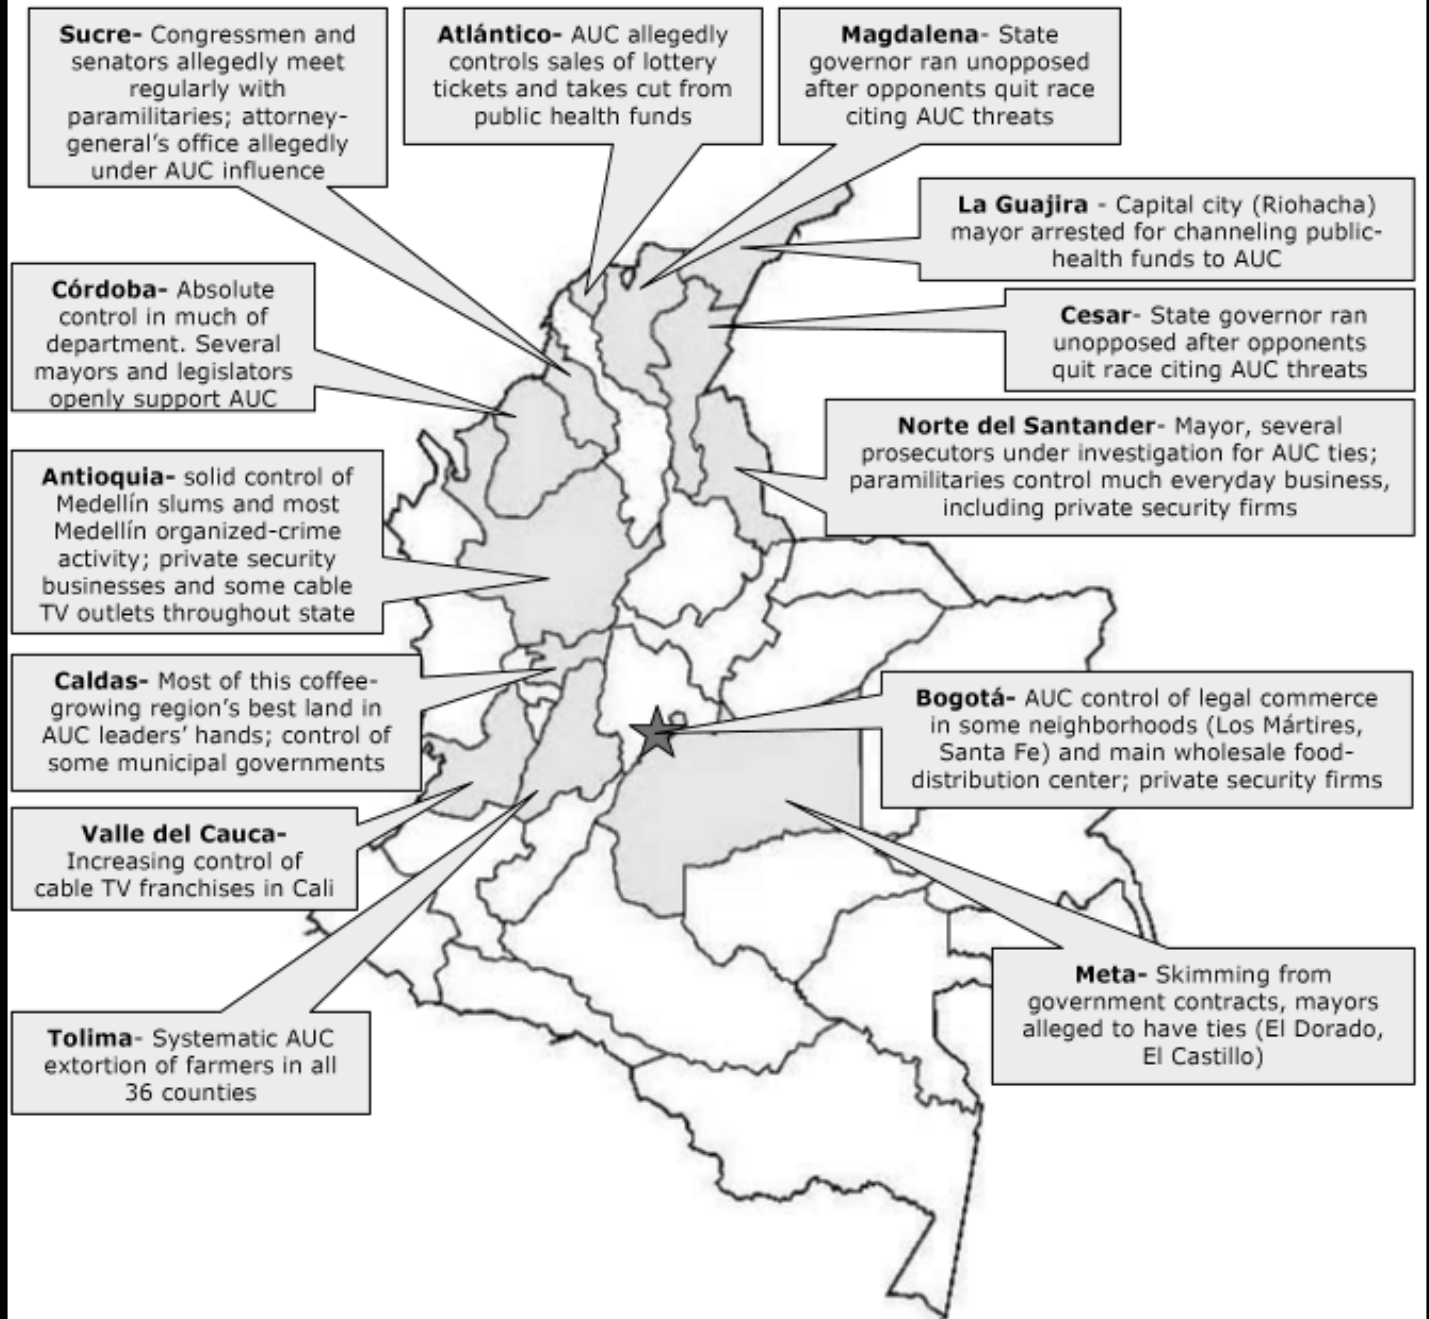 Sucre- Congressmen and
senators allegedly meet
regularly with
paramilitaries; attorney-
general's office allegedly
under AUC influence
Atlántico- AUC allegedly
controls sales of lottery
tickets and takes cut from
public health funds
Magdalena- State
governor ran unopposed
after opponents quit race
citing AUC threats
La Guajira - Capital city (Riohacha)
mayor arrested for channeling public-
health funds to AUC
Córdoba- Absolute
control in much of
department. Several
mayors and legislators
openly support AUC
Cesar- State governor ran
unopposed after opponents
quit race citing AUC threats
Norte del Santander- Mayor, several
prosecutors under investigation for AUC ties;
paramilitaries control much everyday business,
including private security firms
Antioquia- solid control of
Medellín slums and most
Medellín organized-crime
activity; private security
businesses and some cable
TV outlets throughout state
Caldas- Most of this coffee-
growing region's best land in
AUC leaders' hands; control of
some municipal governments
Bogotá- AUC control of legal commerce
in some neighborhoods (Los Mártires,
Santa Fe) and main wholesale food-
distribution center; private security firms
Valle del Cauca-
Increasing control of
cable TV franchises in Cali
Meta- Skimming from
government contracts, mayors
alleged to have ties (El Dorado,
El Castillo)
Tolima- Systematic AUC
extortion of farmers in all
36 counties